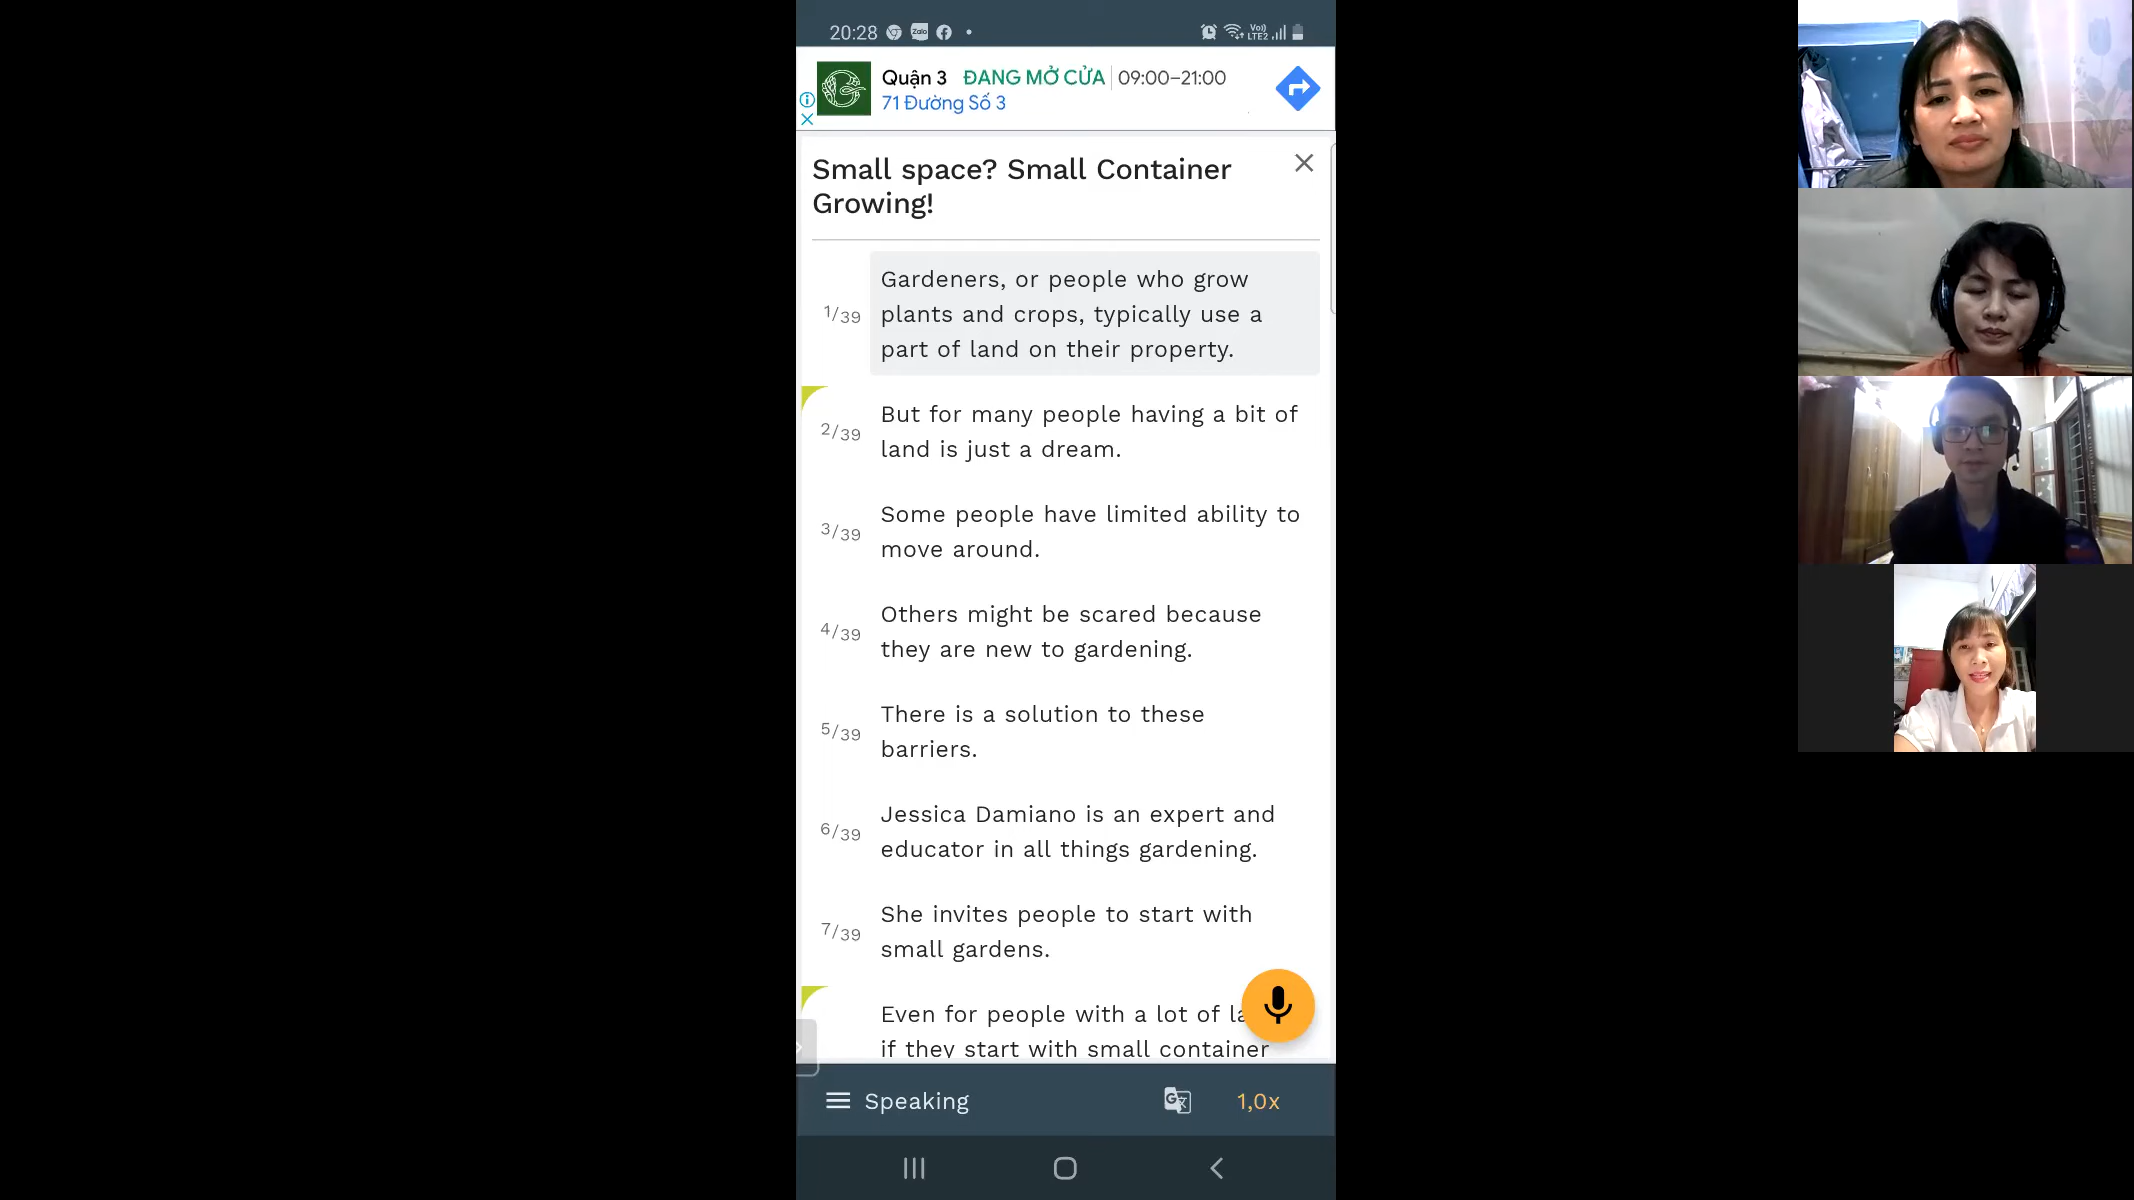 20:28
Zalo
Vo))
LTE2
Quận 3 ĐANG MỞ CỬA 09:00–21:00
71 Đường Số 3
Small space? Small Container
Growing!
1/39
Gardeners, or people who grow
plants and crops, typically use a
part of land on their property.
2/39
But for many people having a bit of
land is just a dream.
3/39
Some people have limited ability to
move around.
4/39
Others might be scared because
they are new to gardening.
5/39
There is a solution to these
barriers.
6/39
Jessica Damiano is an expert and
educator in all things gardening.
7/39
She invites people to start with
small gardens.
Even for people with a lot of
if they start with small container
Speaking
1,0x